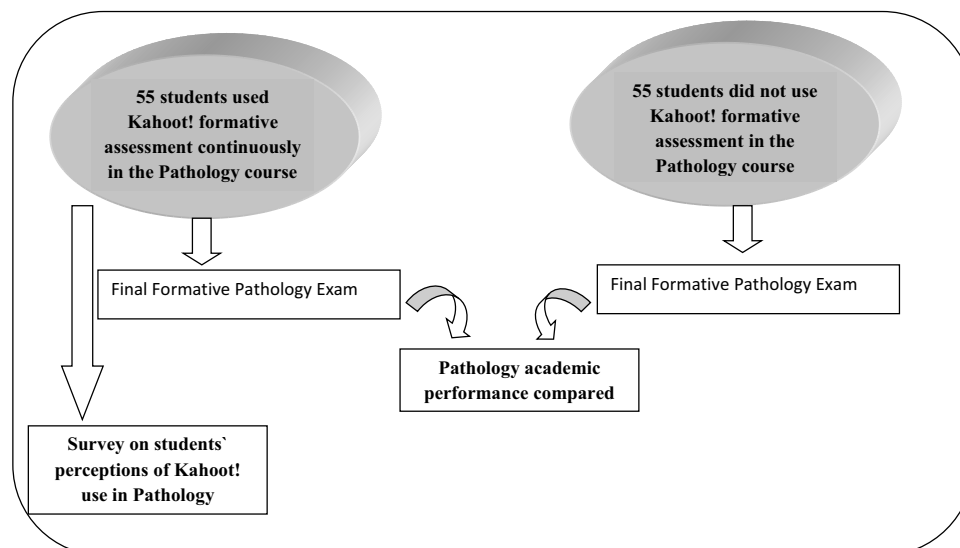 55 students used
Kahoot! formative
assessment continuously
in the Pathology course
55 students did not use
Kahoot! formative
assessment in the
Pathology course
Final Formative Pathology Exam
Final Formative Pathology Exam
Pathology academic
performance compared
Survey on students`
perceptions of Kahoot!
use in Pathology